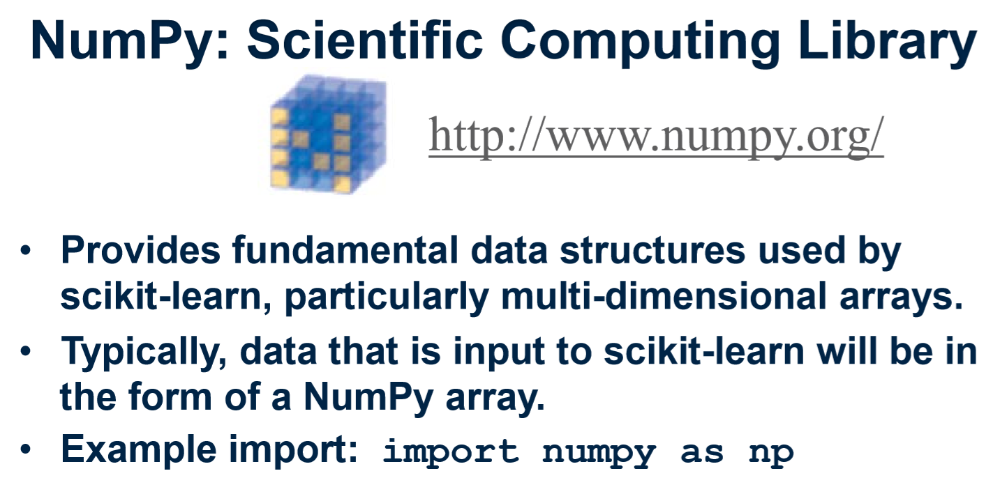 NumPy: Scientific Computing Library
http://www.numpy.org/
• Provides fundamental data structures used by
scikit-learn, particularly multi-dimensional arrays.
• Typically, data that is input to scikit-learn will be in
the form of a NumPy array.
• Example import: import numpy as np